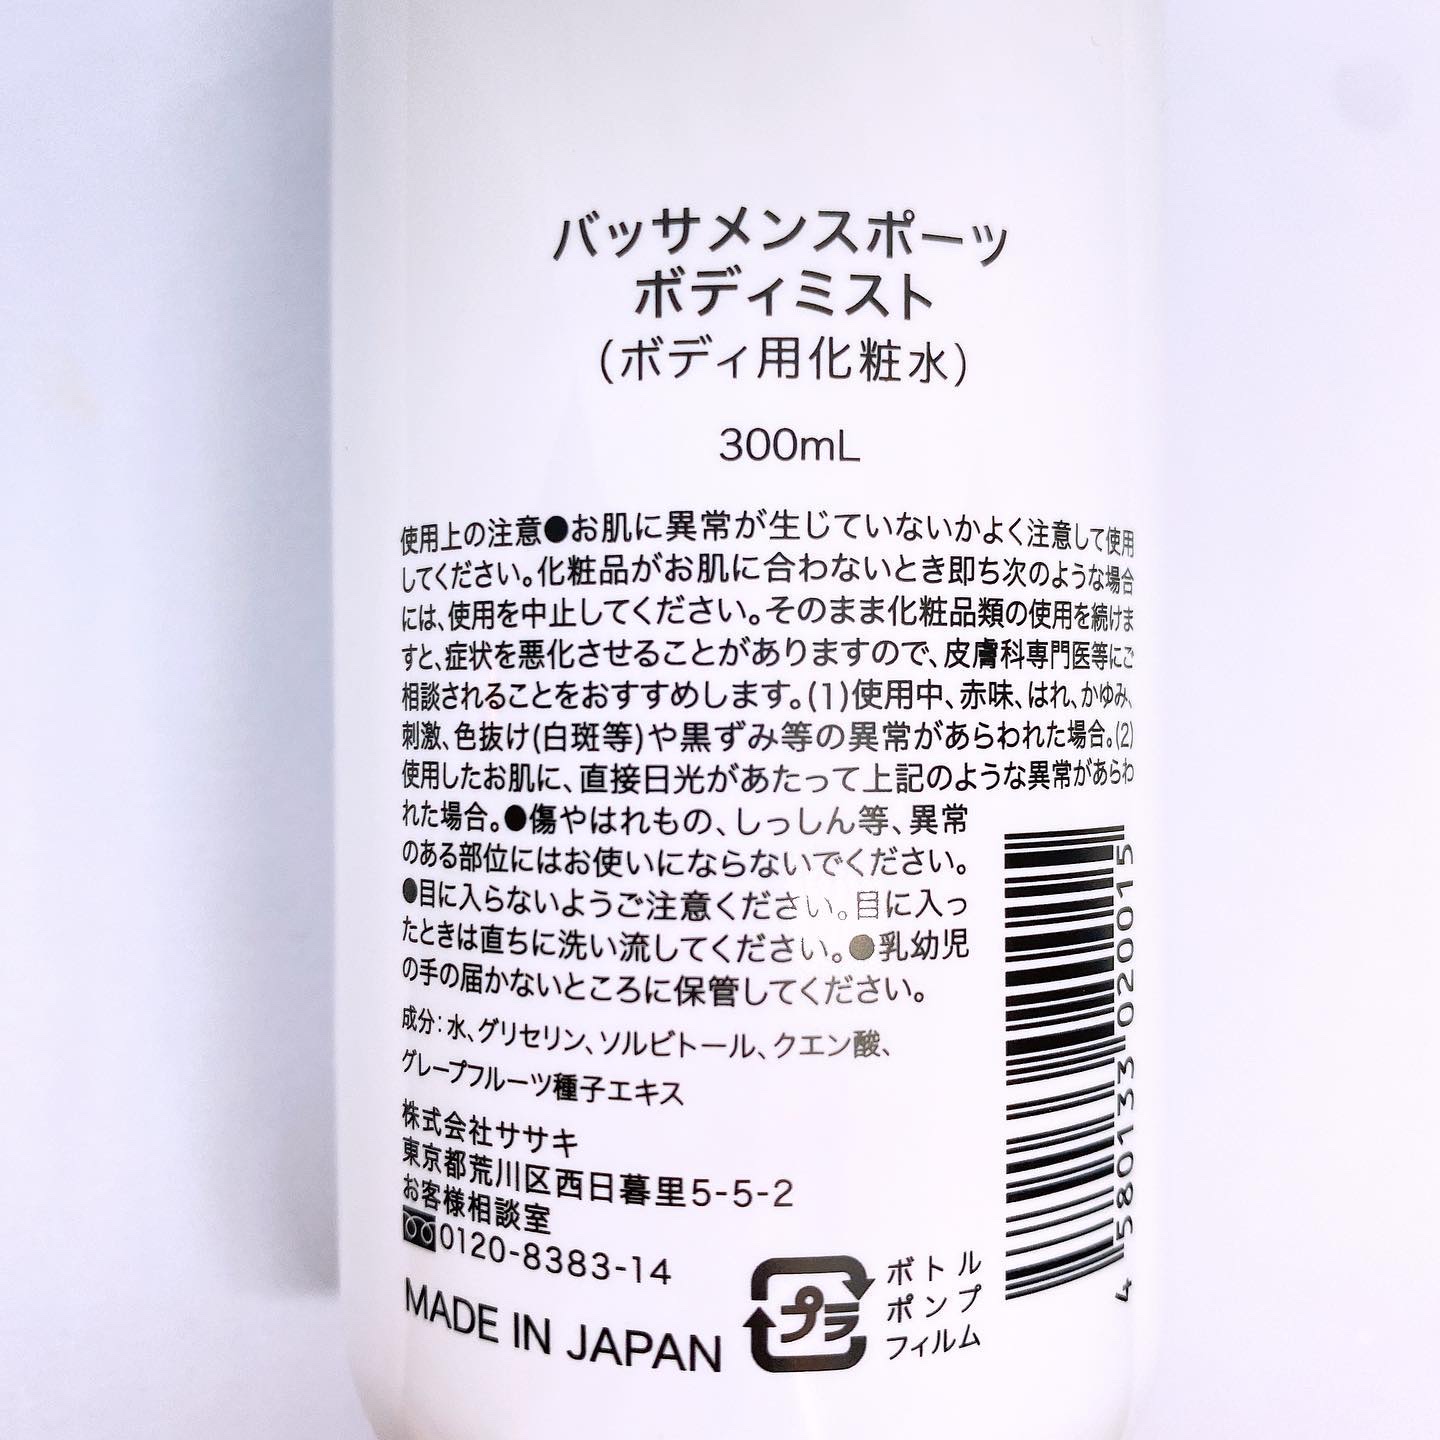 バッサメンスポーツ
ボディミスト
(ボディ用化粧水)
300mL
使用上の注意●お肌に異常が生じていないかよく注意して使用
してください。化粧品がお肌に合わないとき即ち次のような場合
には、使用を中止してください。そのまま化粧品類の使用を続けま
すと、症状を悪化させることがありますので、皮膚科専門医等にご
相談されることをおすすめします。(1)使用中、赤味、はれ、かゆみ、
刺激、色抜け(白斑等)や黒ずみ等の異常があらわれた場合。(2)
使用したお肌に、直接日光があたって上記のような異常があらわ
れた場合。●傷やはれもの、しっしん等、異常
のある部位にはお使いにならないでください。
●目に入らないようご注意ください。目に入っ
たときは直ちに洗い流してください。●乳幼児
の手の届かないところに保管してください。
成分:水、グリセリン、ソルビトール、クエン酸、
グレープフルーツ種子エキス
株式会社ササキ
東京都荒川区西日暮里5-5-2
お客様相談室
0120-8383-14
MADE IN JAPAN
プラ
ボトル
ポンプ
フィルム
4 580133 020015